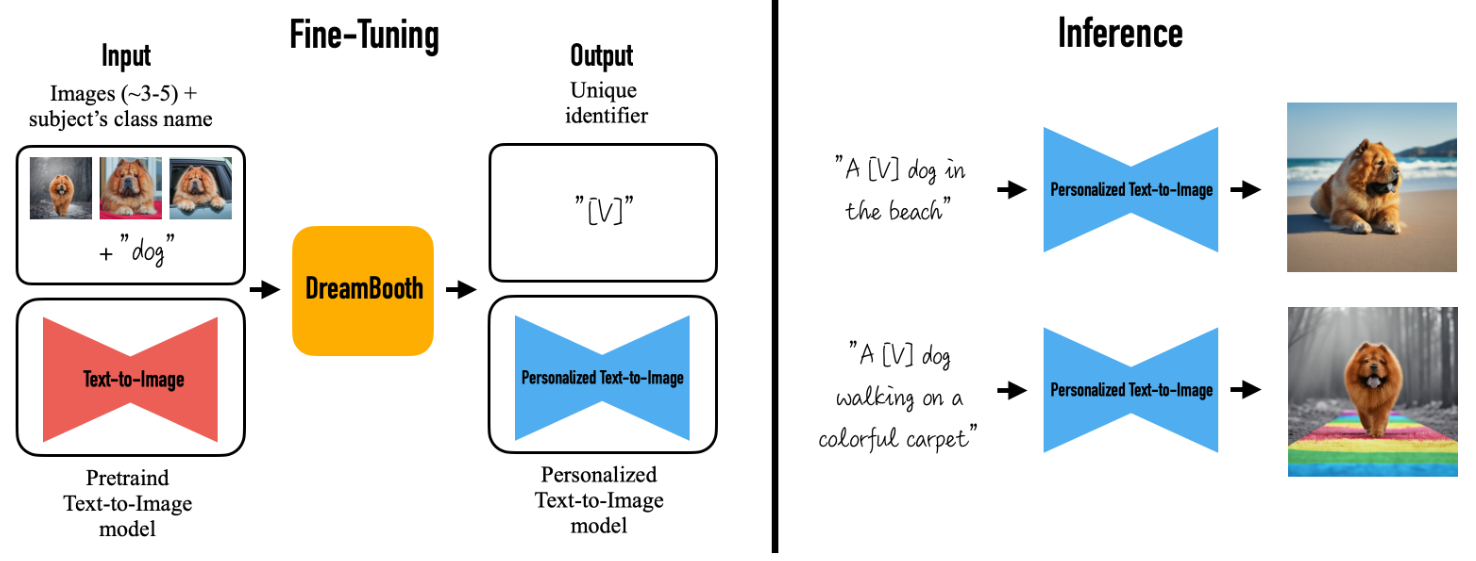 Fine-Tuning
Input
Images (~3-5) +
subject's class name
+ "dog"
Text-to-Image
Pretraind
Text-to-Image
model
DreamBooth
Output
Unique
identifier
"[V]"
Personalized Text-to-Image
Personalized
Text-to-Image
model
Inference
"A [V] dog in
the beach"
Personalized Text-to-Image
"A [V] dog
walking on a
colorful carpet"
Personalized Text-to-Image